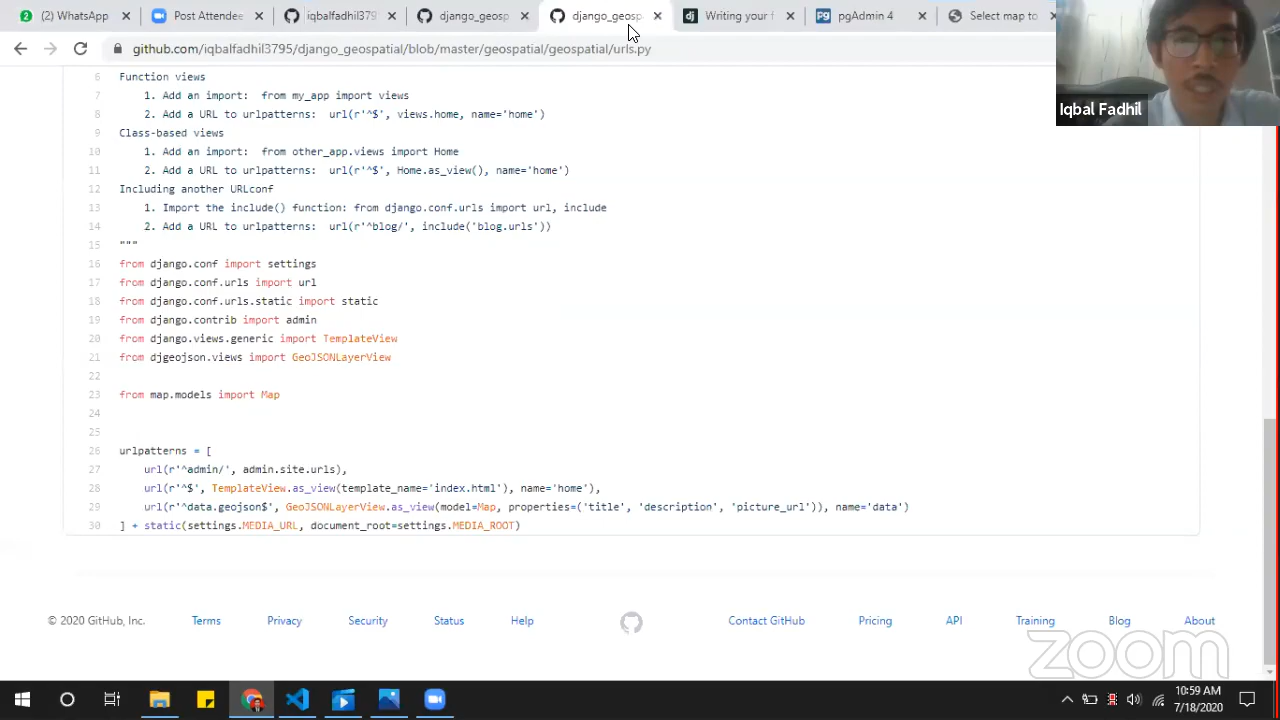 2 (2) WhatsApp
Post Attendee
iqbalfadhil379
django_geosp
django_geosp
dj Writing your f
Pg pgAdmin 4
Select map to
github.com/iqbalfadhil3795/django_geospatial/blob/master/geospatial/geospatial/urls.py
Iqbal Fadhil
6 Function views
7 1. Add an import:  from my_app import views
8 2. Add a URL to urlpatterns:  url(r'^$', views.home, name='home')
9 Class-based views
10 1. Add an import:  from other_app.views import Home
11 2. Add a URL to urlpatterns:  url(r'^$', Home.as_view(), name='home')
12 Including another URLconf
13 1. Import the include() function: from django.conf.urls import url, include
14 2. Add a URL to urlpatterns:  url(r'^blog/', include('blog.urls'))
15 """
16 from django.conf import settings
17 from django.conf.urls import url
18 from django.conf.urls.static import static
19 from django.contrib import admin
20 from django.views.generic import TemplateView
21 from djgeojson.views import GeoJSONLayerView
22
23 from map.models import Map
24
25
26 urlpatterns = [
27 url(r'^admin/', admin.site.urls),
28 url(r'^$', TemplateView.as_view(template_name='index.html'), name='home'),
29 url(r'^data.geojson$', GeoJSONLayerView.as_view(model=Map, properties=('title', 'description', 'picture_url')), name='data')
30 ] + static(settings.MEDIA_URL, document_root=settings.MEDIA_ROOT)
© 2020 GitHub, Inc. Terms Privacy Security Status Help Contact GitHub Pricing API Training Blog About
zoom
10:59 AM
7/18/2020